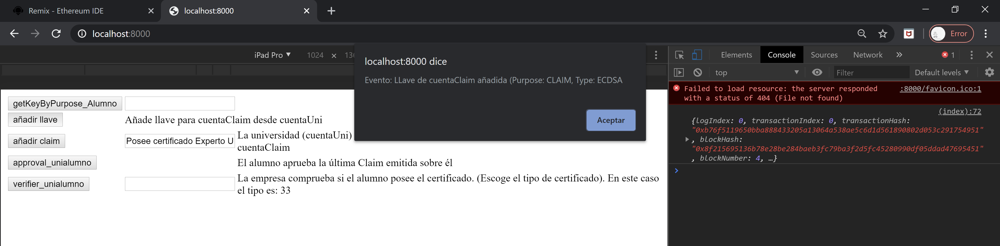 Remix - Ethereum IDE
localhost:8000
localhost:8000
Error
iPad Pro ▼ 1024 ×
localhost:8000 dice
Evento: LLave de cuentaClaim añadida (Purpose: CLAIM, Type: ECDSA
Aceptar
getKeyByPurpose_Alumno
añadir llave
Añade llave para cuentaClaim desde cuentaUni
añadir claim
Posee certificado Experto U
La universidad (cuentaUni)
cuentaClaim
approval_unialumno
El alumno aprueba la última Claim emitida sobre él
verifier_unialumno
La empresa comprueba si el alumno posee el certificado. (Escoge el tipo de certificado). En este caso
el tipo es: 33
Elements Console Sources Network » 1
top ▼ Filter Default levels ▼
Failed to load resource: the server responded :8000/favicon.ico:1
with a status of 404 (File not found)
(index):72
{logIndex: 0, transactionIndex: 0, transactionHash:
"0xb76f5119650bba888433205a13064a538ae5c6d1d561890802d053c291754951"
, blockHash:
"0x8f215695136b78e28be284baeb3fc79ba3f2d5fc45280990df05ddad47695451"
, blockNumber: 4, …}